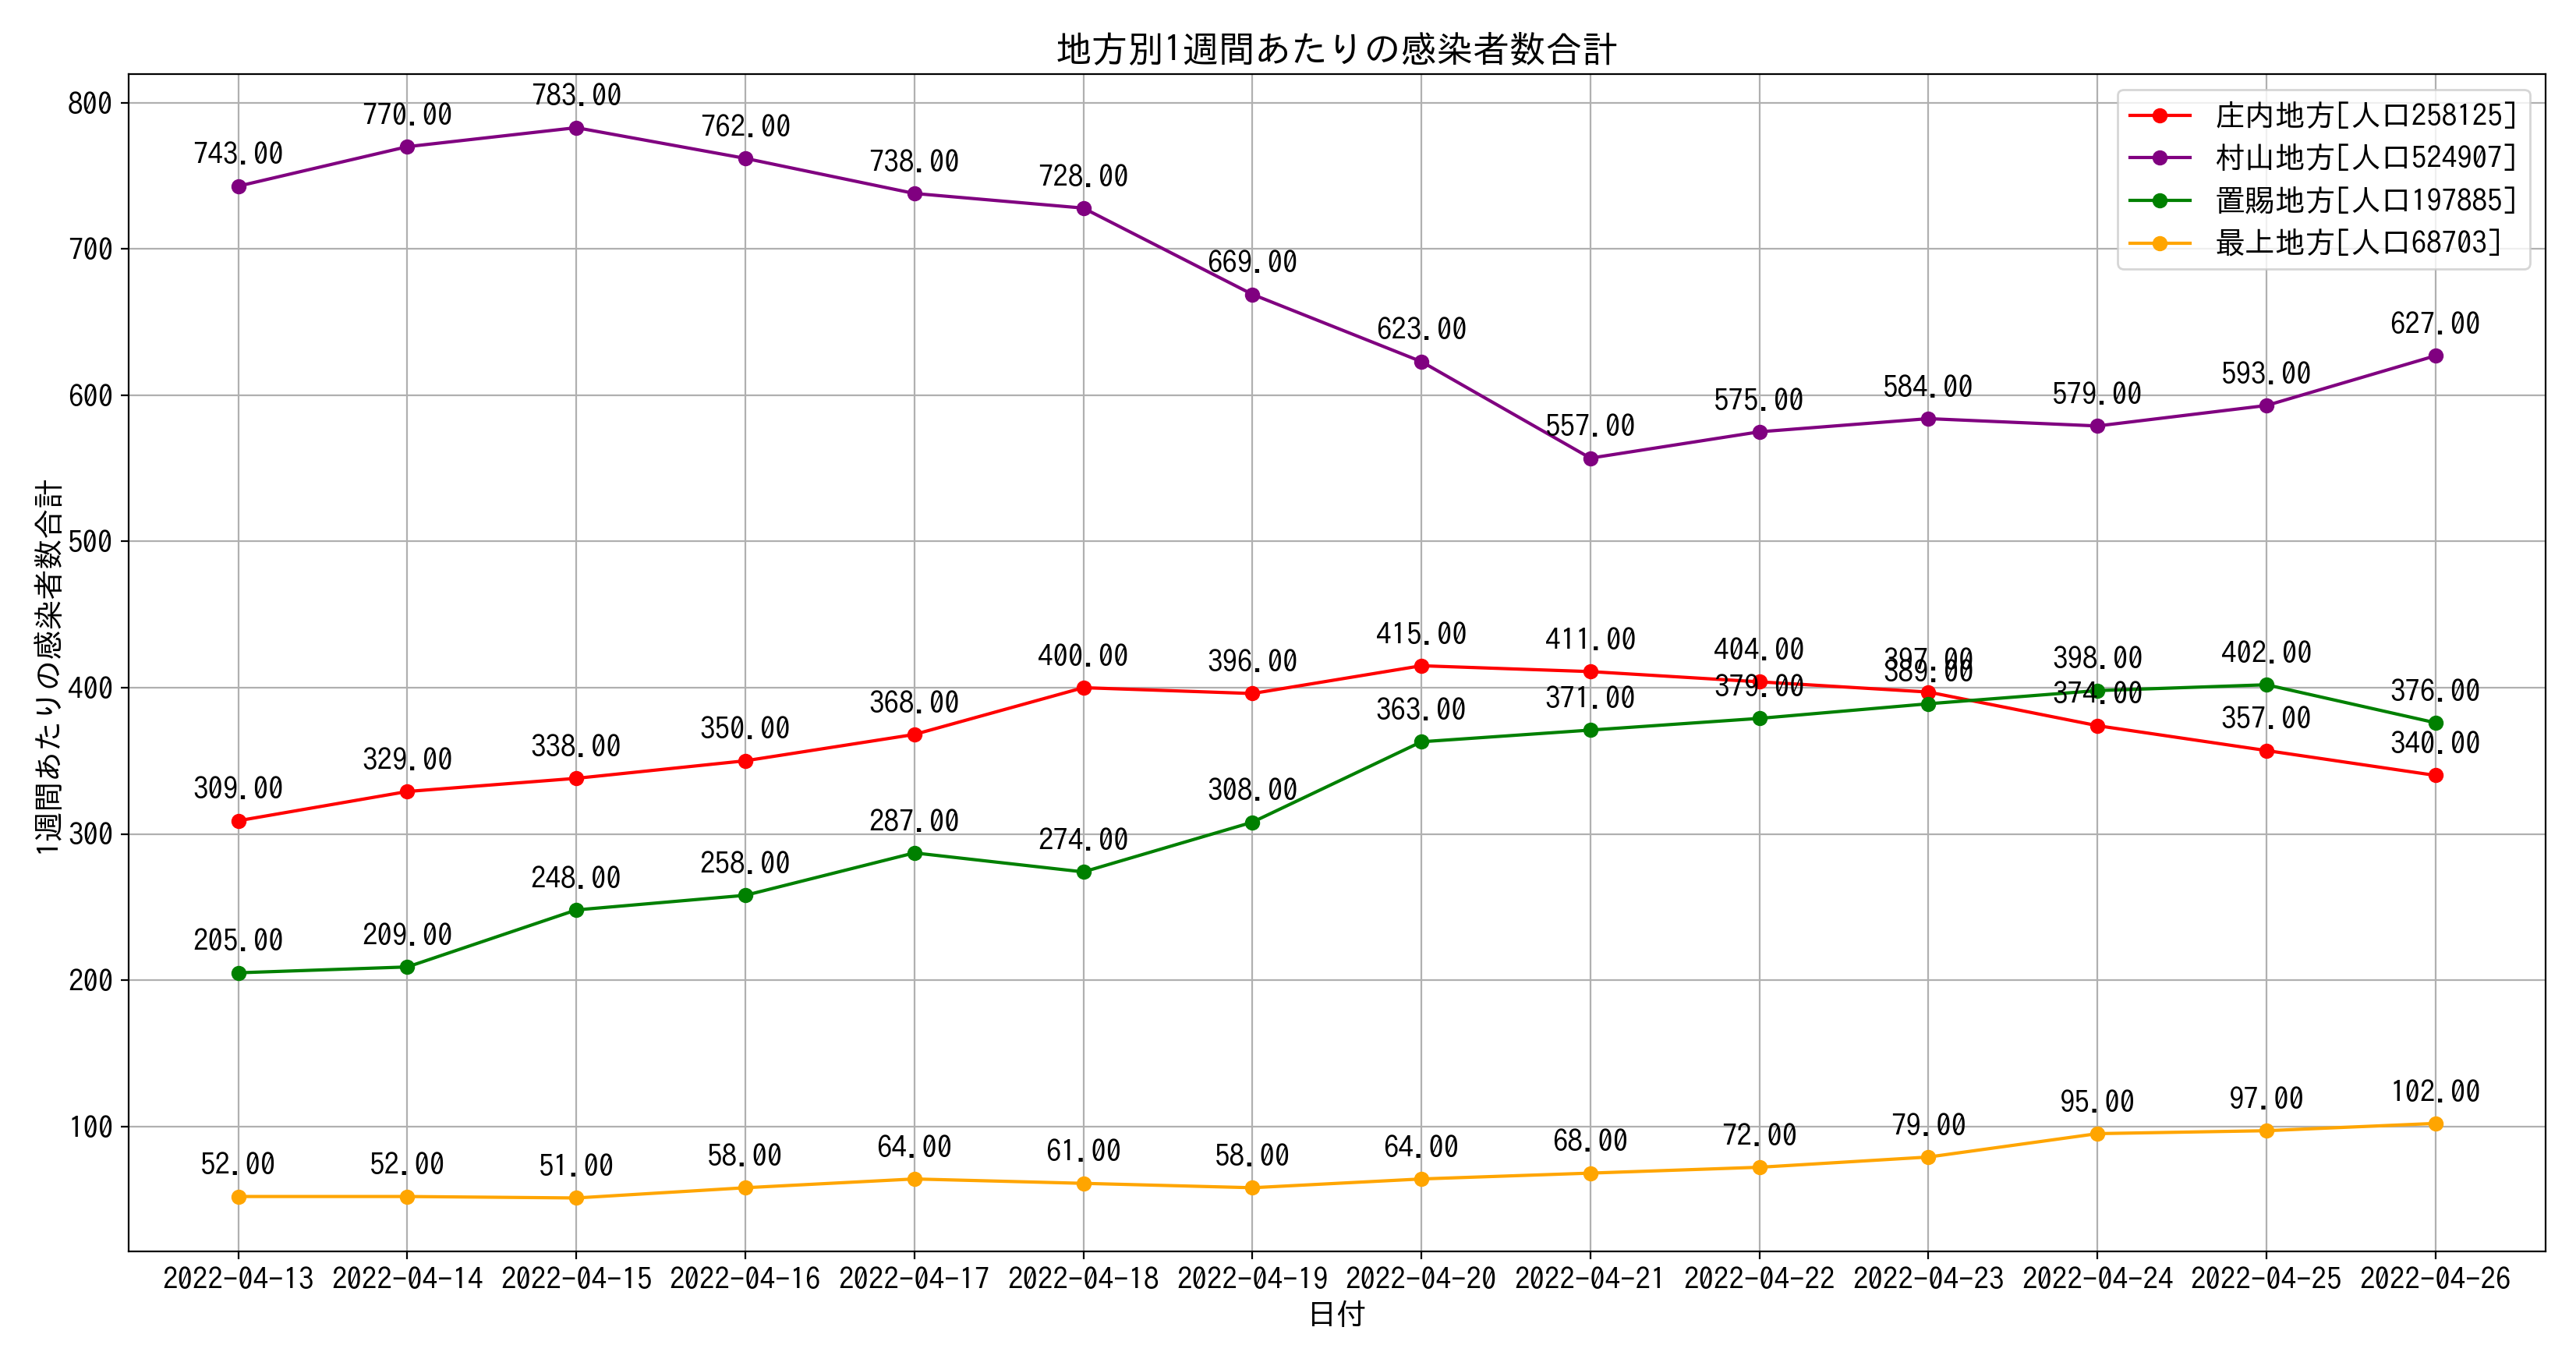 地方別1週間あたりの感染者数合計
庄内地方[人口258125]
村山地方[人口524907]
置賜地方[人口197885]
最上地方[人口68703]
1週間あたりの感染者数合計
800
700
600
500
400
300
200
100
743.00 770.00 783.00 762.00 738.00 728.00 669.00 623.00 557.00 575.00 584.00 579.00 593.00 627.00
309.00 329.00 338.00 350.00 368.00 400.00 396.00 415.00 411.00 404.00 397.00 374.00 357.00 340.00
205.00 209.00 248.00 258.00 287.00 274.00 308.00 363.00 371.00 379.00 389.00 398.00 402.00 376.00
52.00 52.00 51.00 58.00 64.00 61.00 58.00 64.00 68.00 72.00 79.00 95.00 97.00 102.00
2022-04-13 2022-04-14 2022-04-15 2022-04-16 2022-04-17 2022-04-18 2022-04-19 2022-04-20 2022-04-21 2022-04-22 2022-04-23 2022-04-24 2022-04-25 2022-04-26
日付